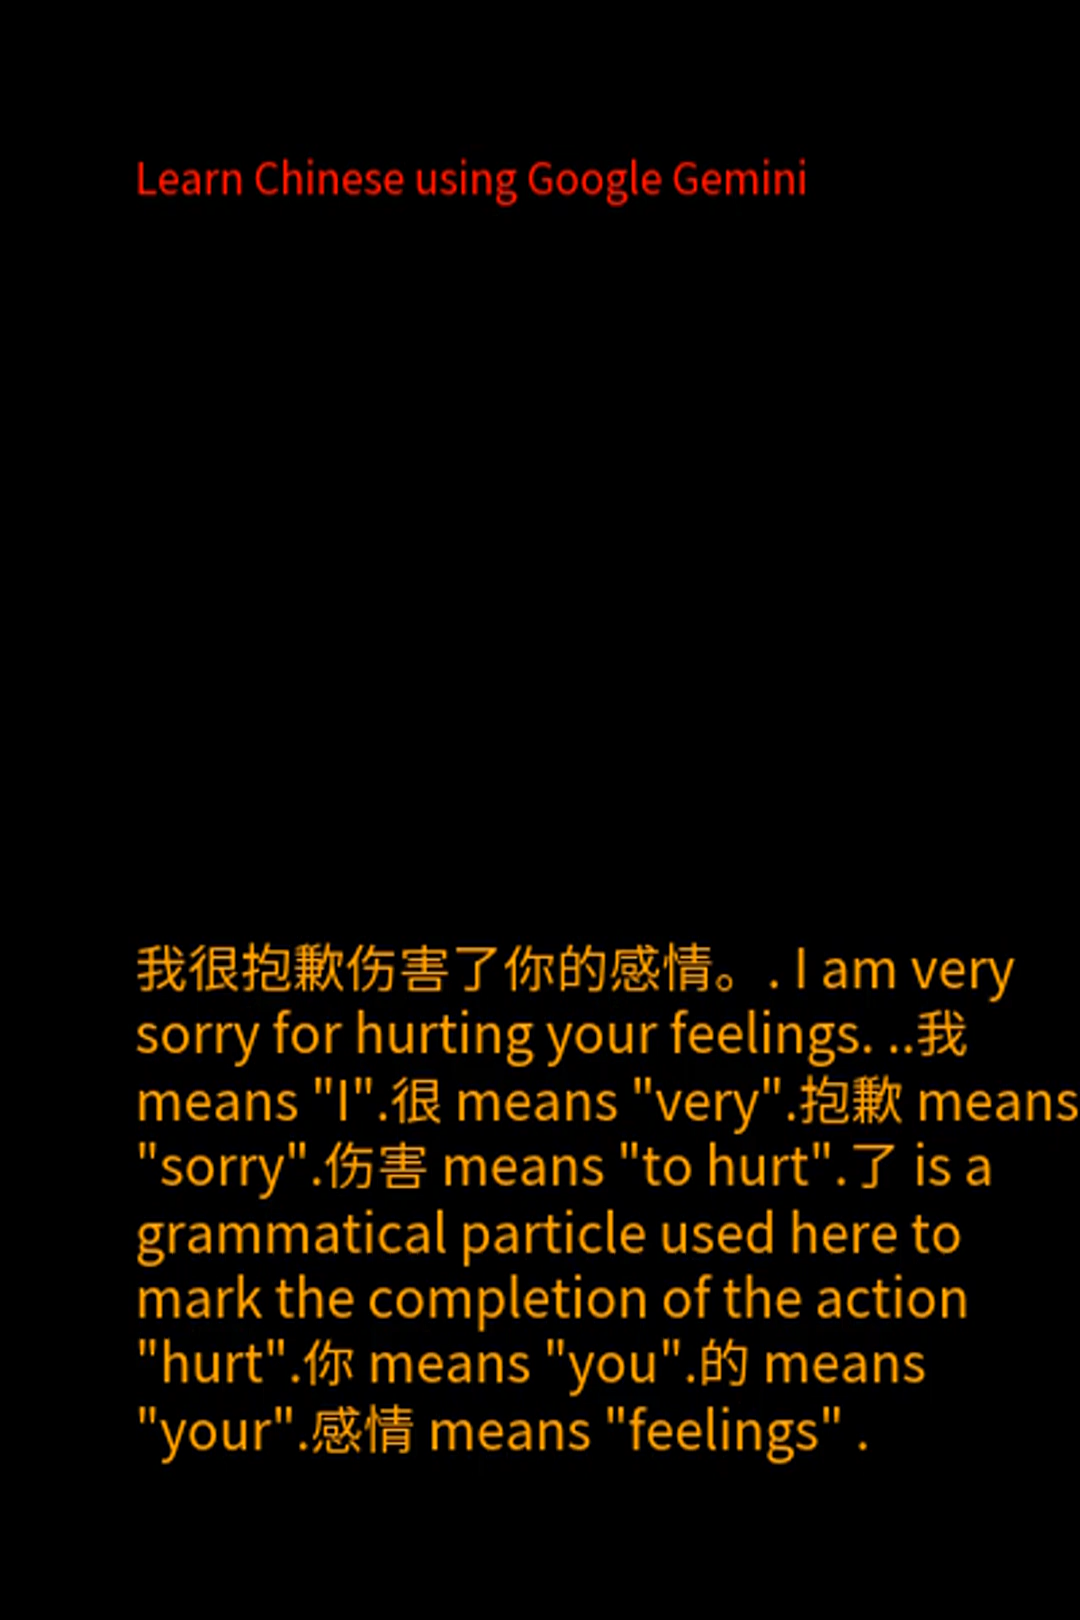 Learn Chinese using Google Gemini
我很抱歉伤害了你的感情。. I am very
sorry for hurting your feelings. ..我
means "I".很 means "very".抱歉 means
"sorry".伤害 means "to hurt".了 is a
grammatical particle used here to
mark the completion of the action
"hurt".你 means "you".的 means
"your".感情 means "feelings" .